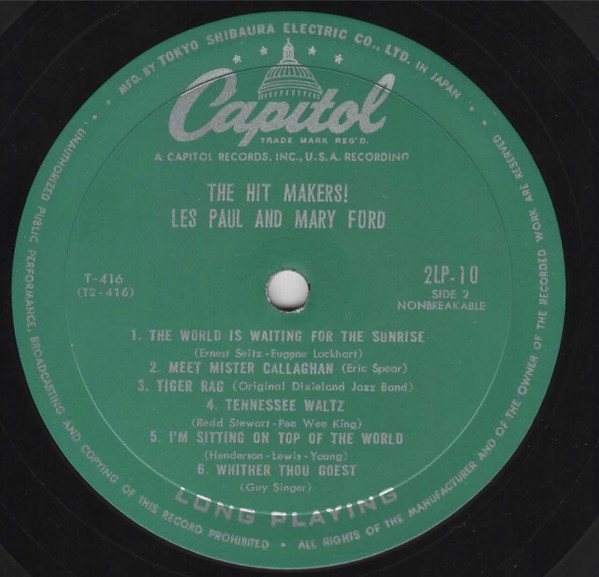 MFD. BY TOKYO SHIBAURA ELECTRIC CO., LTD. IN JAPAN
Capitol
TRADE MARK REG'D.
A CAPITOL RECORDS, INC., U.S.A. RECORDING
THE HIT MAKERS!
LES PAUL AND MARY FORD
T-416
(T2-416)
2LP-10
SIDE 2
NONBREAKABLE
1. THE WORLD IS WAITING FOR THE SUNRISE
(Ernest Seitz-Eugene Lockhart)
2. MEET MISTER CALLAGHAN (Eric Spear)
3. TIGER RAG (Original Dixieland Jazz Band)
4. TENNESSEE WALTZ
(Redd Stewart-Pee Wee King)
5. I'M SITTING ON TOP OF THE WORLD
(Henderson-Lewis-Young)
6. WHITHER THOU GOEST
(Guy Singer)
LONG PLAYING
UNAUTHORIZED PUBLIC PERFORMANCE, BROADCASTING AND COPYING OF THIS RECORD PROHIBITED • ALL RIGHTS OF THE MANUFACTURER AND OF THE OWNER OF THE RECORDED WORK ARE RESERVED